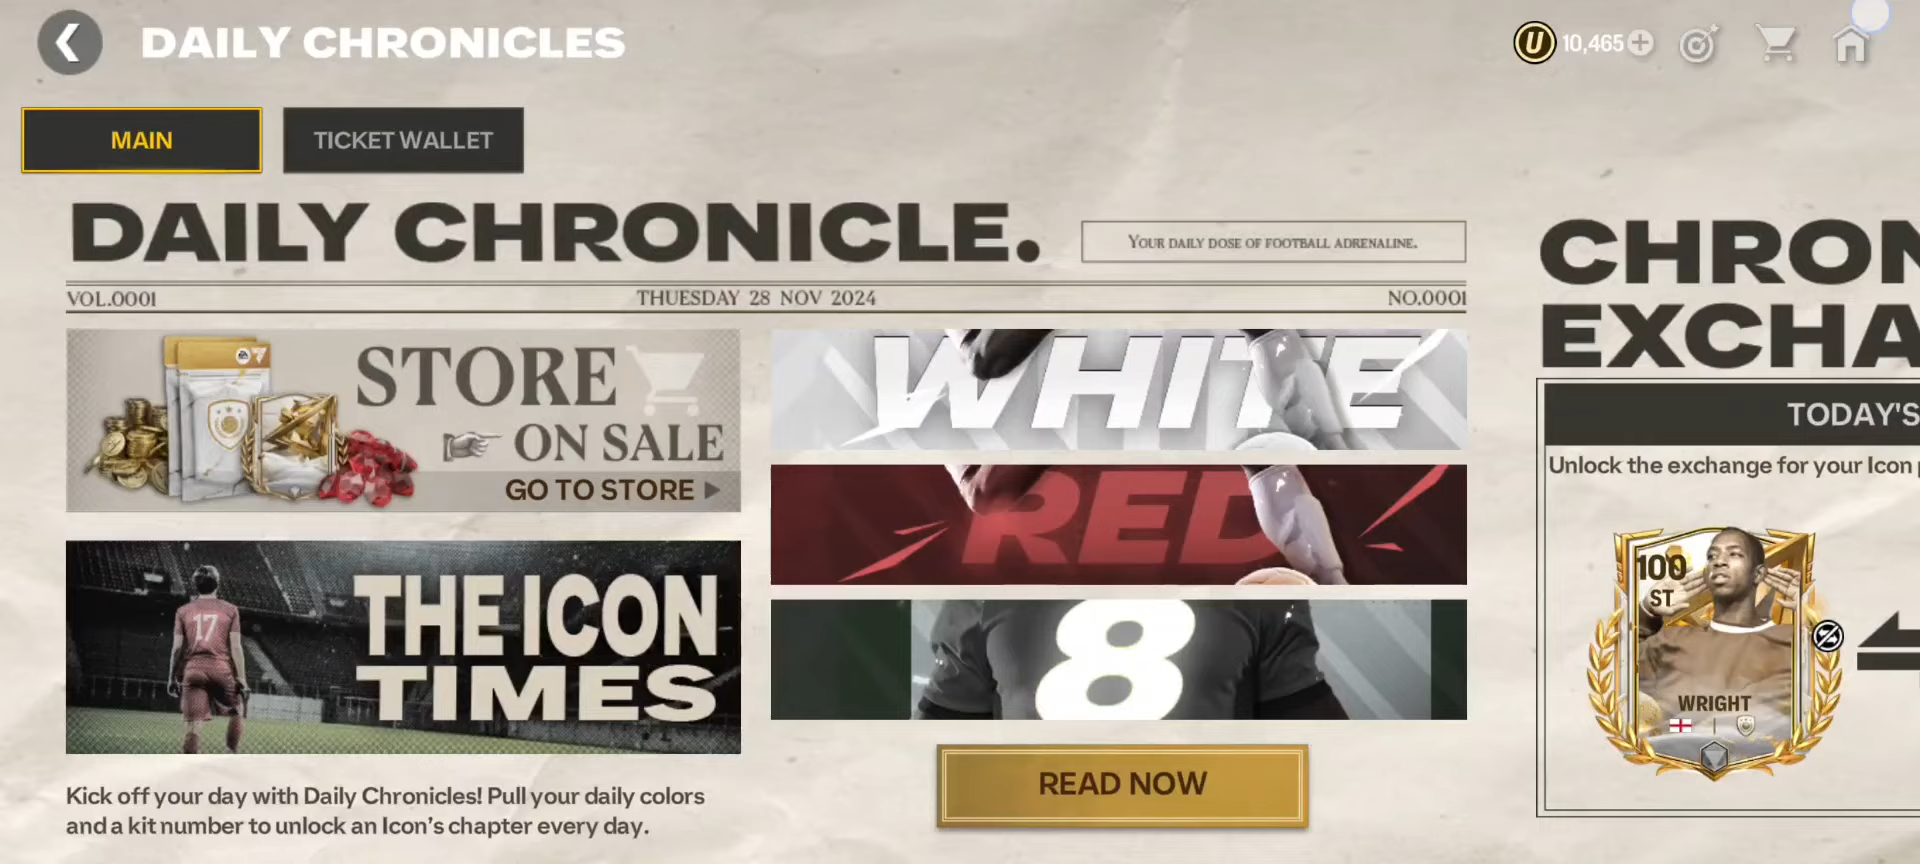 DAILY CHRONICLES
10,465
MAIN
TICKET WALLET
DAILY CHRONICLE.
YOUR DAILY DOSE OF FOOTBALL ADRENALINE.
VOL.0001
THUESDAY 28 NOV 2024
NO.0001
STORE
ON SALE
GO TO STORE
17
THE ICON
TIMES
Kick off your day with Daily Chronicles! Pull your daily colors
and a kit number to unlock an Icon's chapter every day.
WHITE
RED
8
READ NOW
CHRON
EXCHA
TODAY'S
Unlock the exchange for your Icon
100
ST
WRIGHT